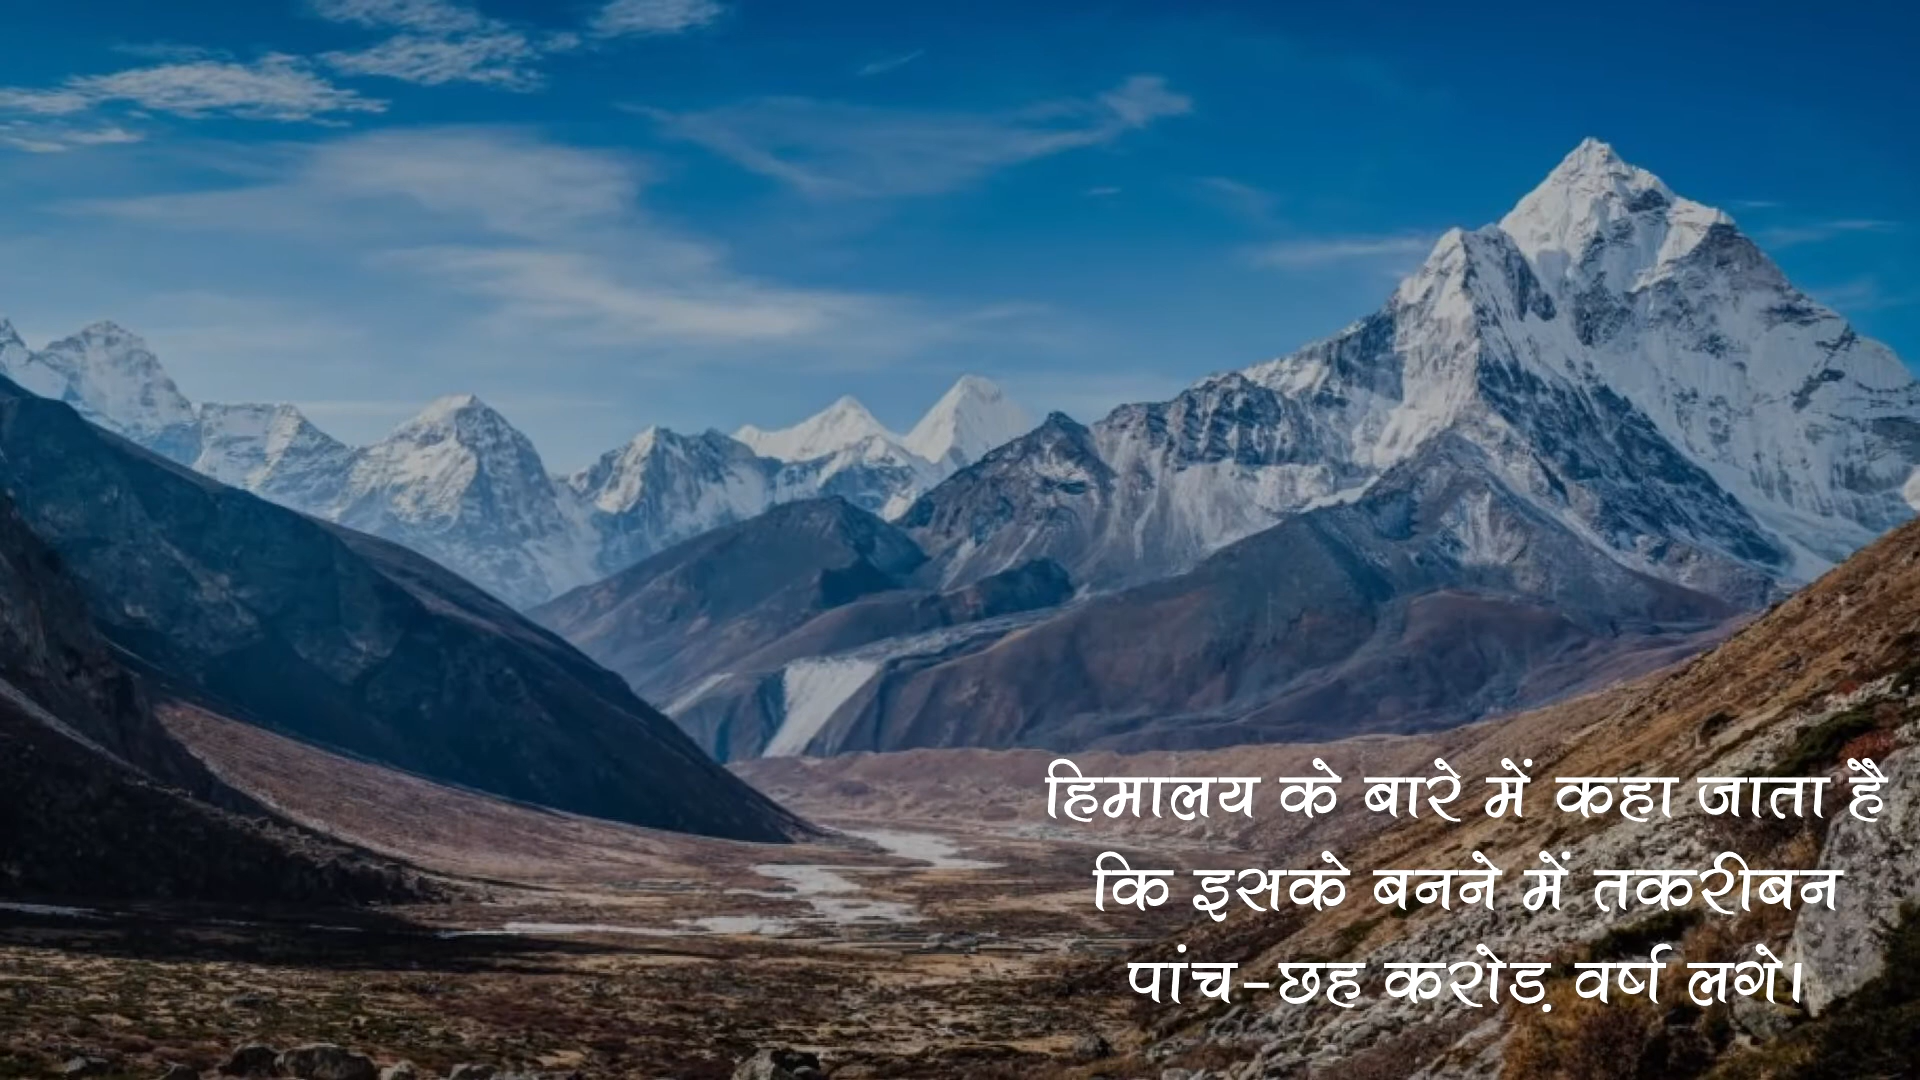 हिमालय के बारे में कहा जाता है
कि इसके बनने में तकरीबन
पांच-छह करोड़ वर्ष लगे।